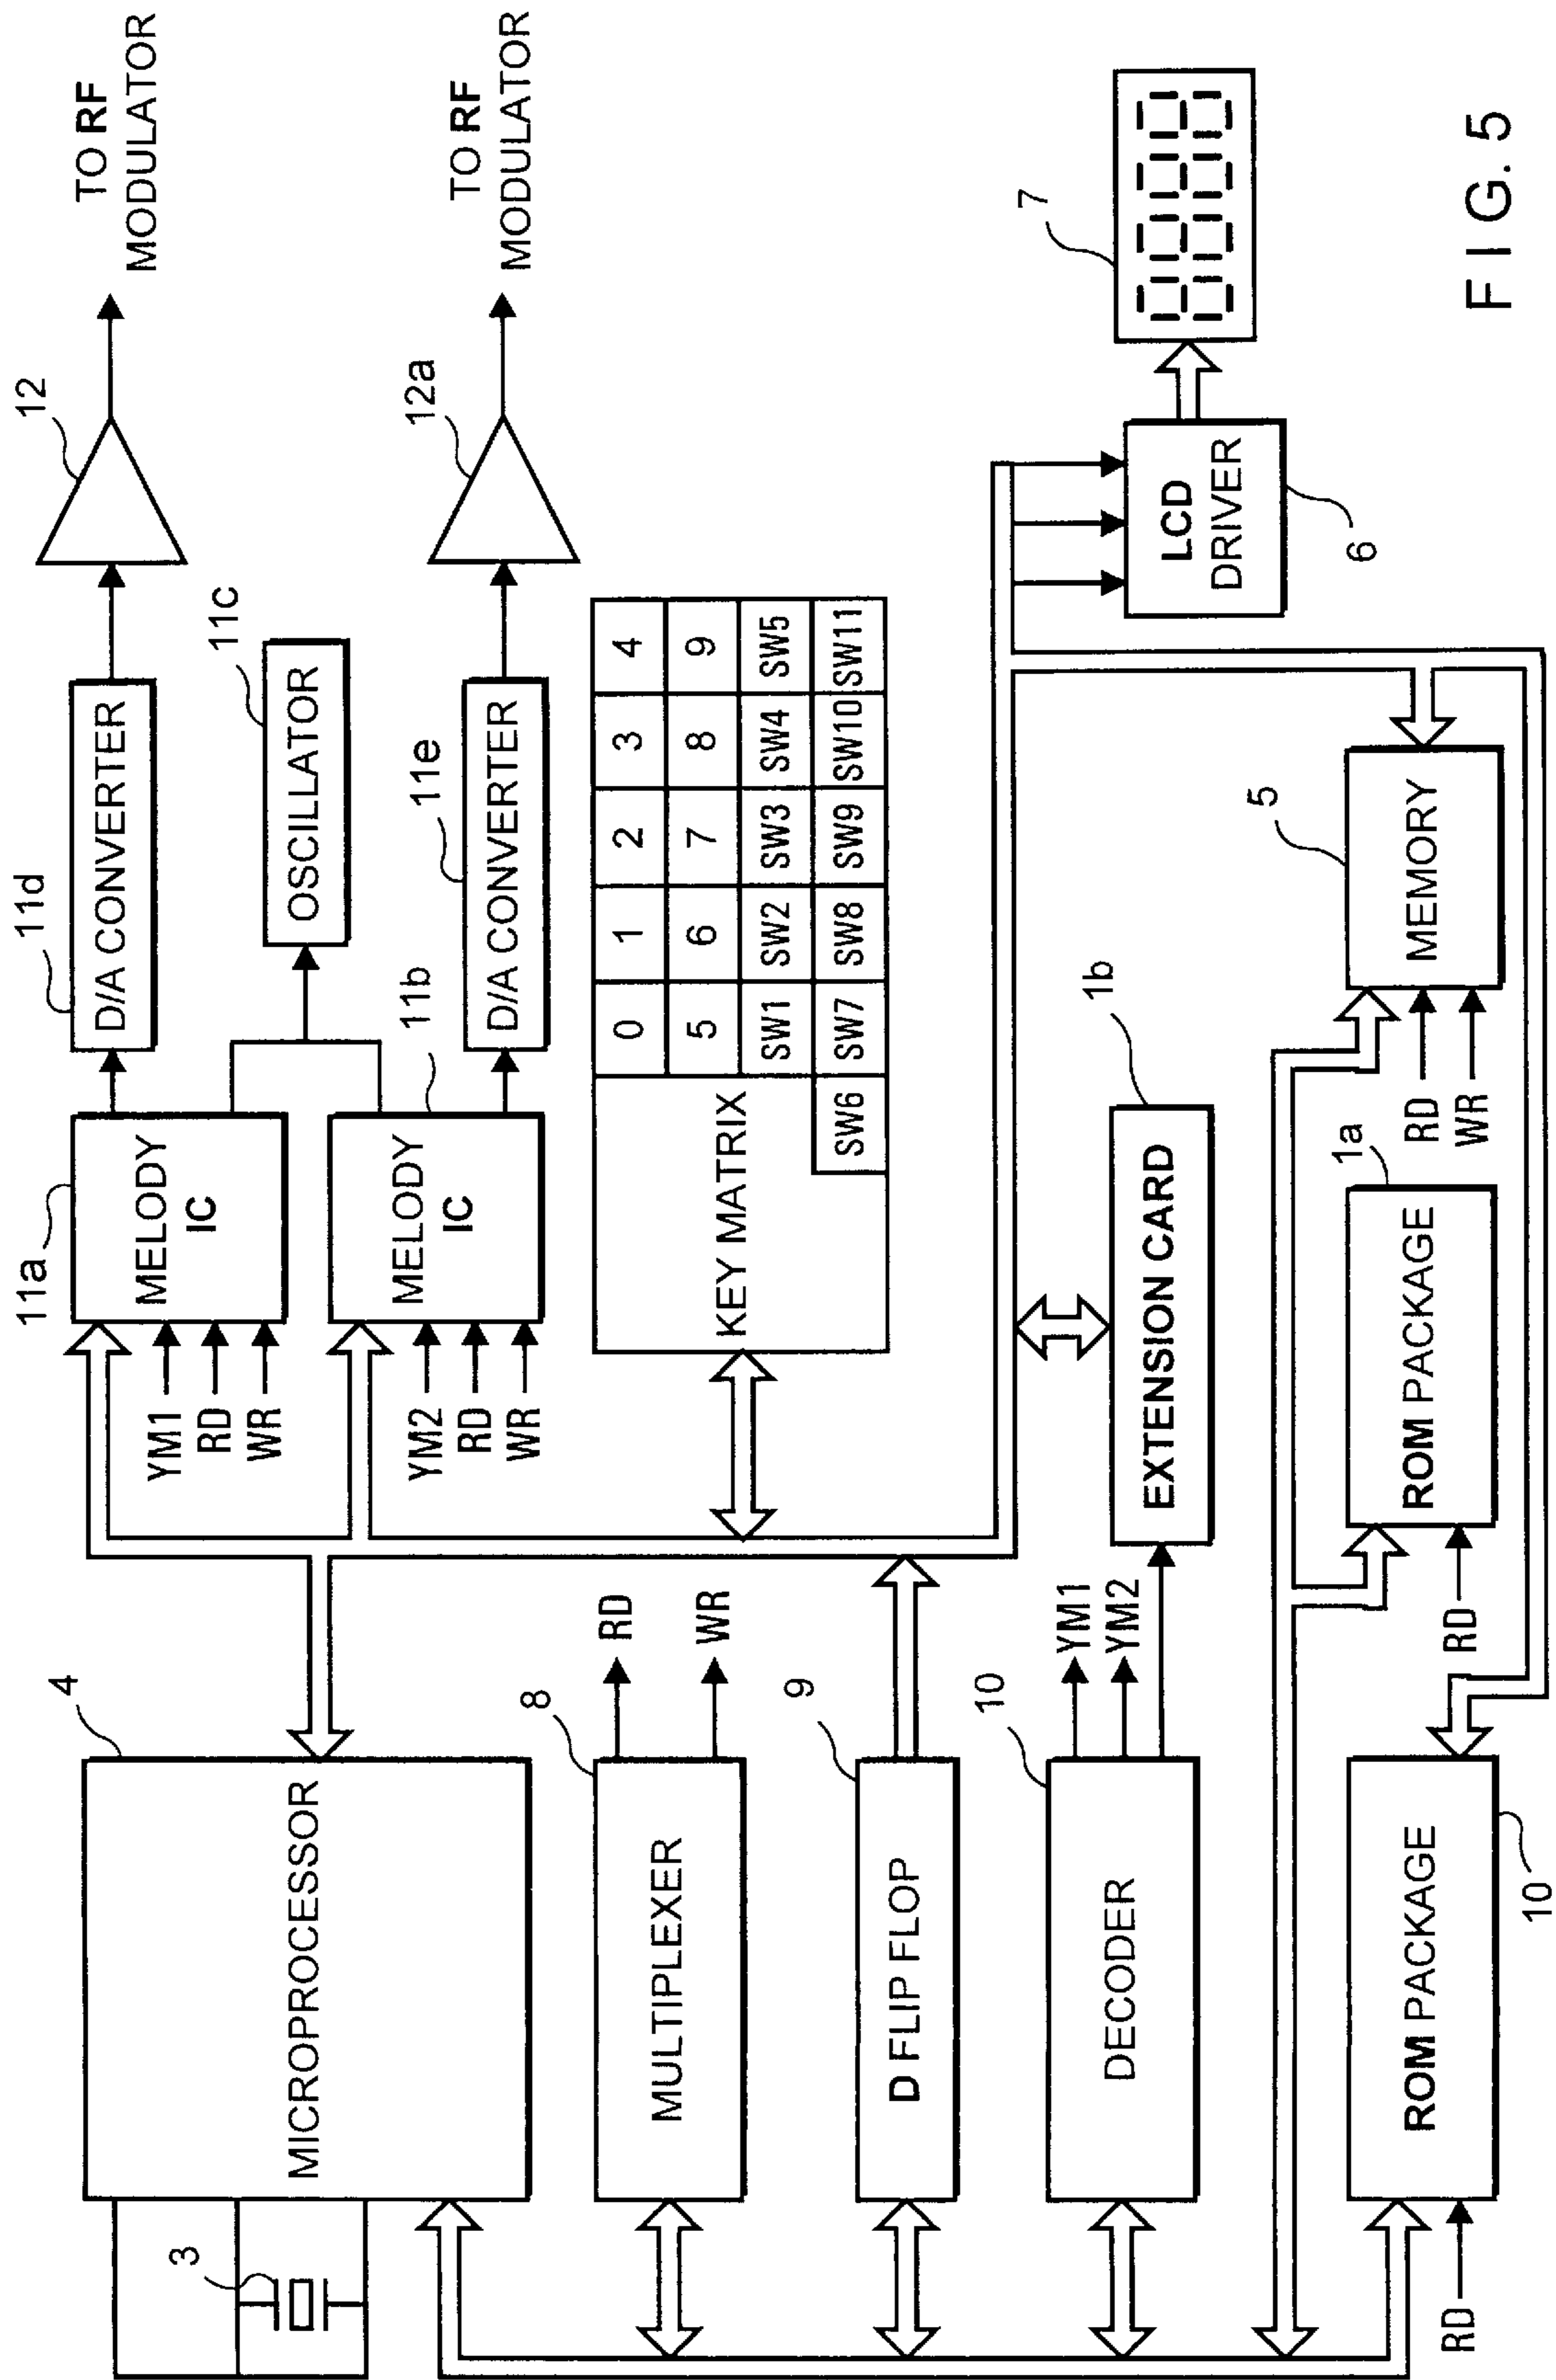 3
4
MICROPROCESSOR
8
MULTIPLEXER
RD
WR
9
D FLIP FLOP
10
DECODER
YM1
YM2
ROM PACKAGE
10
RD
11a
MELODY
IC
YM1
RD
WR
11b
MELODY
IC
YM2
RD
WR
11d
D/A CONVERTER
11c
OSCILLATOR
11e
D/A CONVERTER
12
TO RF
MODULATOR
12a
TO RF
MODULATOR
KEY MATRIX
0 1 2 3 4
5 6 7 8 9
SW1 SW2 SW3 SW4 SW5
SW6 SW7 SW8 SW9 SW10 SW11
1b
EXTENSION CARD
1a
ROM PACKAGE
RD
5
MEMORY
RD
WR
LCD
DRIVER
6
7
FIG. 5